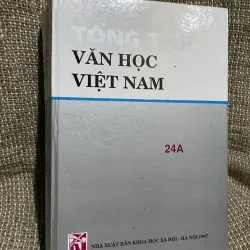 TỔNG TẬP
VĂN HỌC
VIỆT NAM
24A
NHÀ XUẤT BẢN KHOA HỌC XÃ HỘI - HÀ NỘI 1997